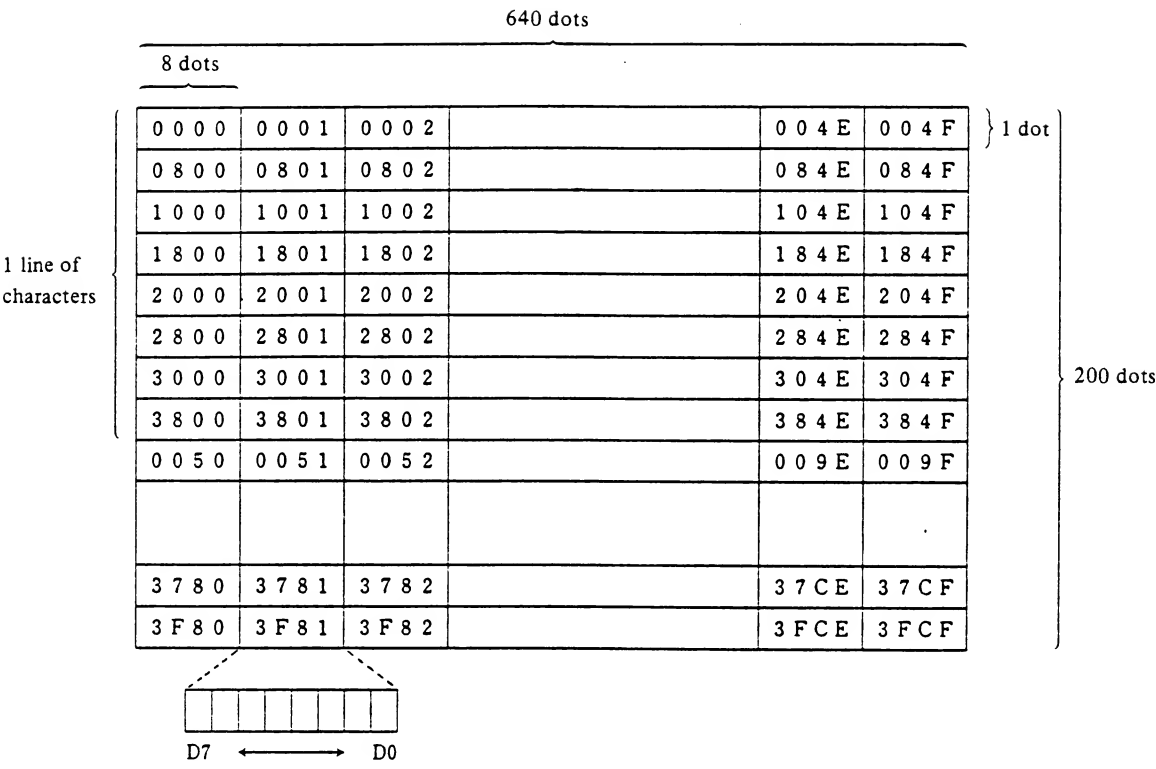 640 dots
8 dots
0000 0001 0002 004E 004F 1 dot
0800 0801 0802 084E 084F
1000 1001 1002 104E 104F
1800 1801 1802 184E 184F
1 line of
characters
2000 2001 2002 204E 204F
2800 2801 2802 284E 284F
3000 3001 3002 304E 304F
200 dots
3800 3801 3802 384E 384F
0050 0051 0052 009E 009F
3780 3781 3782 37CE 37CF
3F80 3F81 3F82 3FCE 3FCF
D7 D0